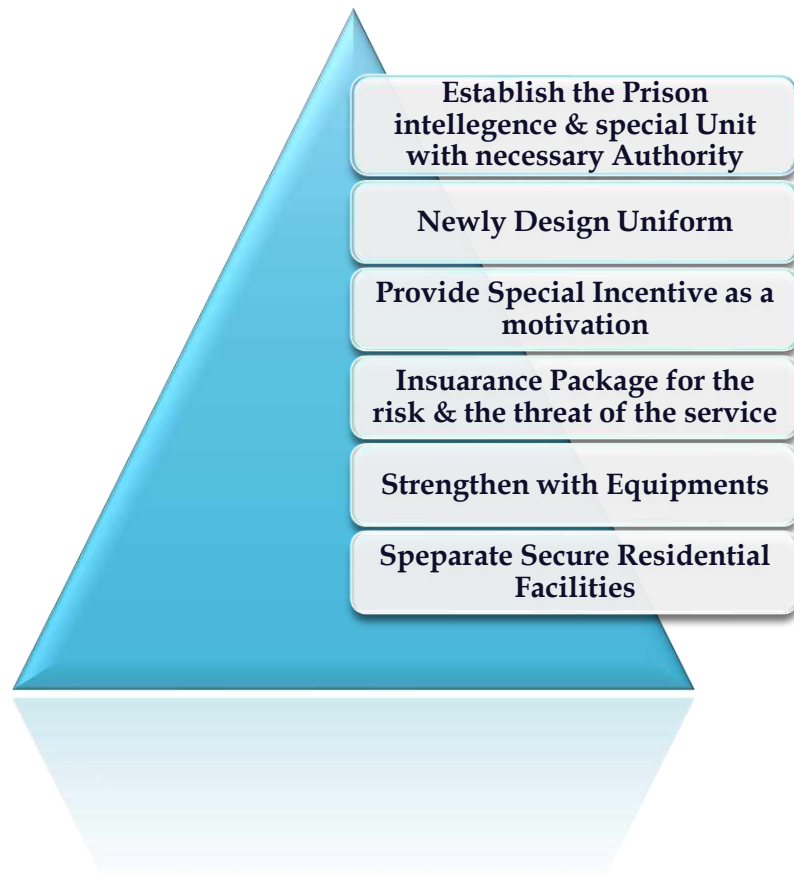 Establish the Prison
intellegence & special Unit
with necessary Authority
Newly Design Uniform
Provide Special Incentive as a
motivation
Insuarance Package for the
risk & the threat of the service
Strengthen with Equipments
Speparate Secure Residential
Facilities